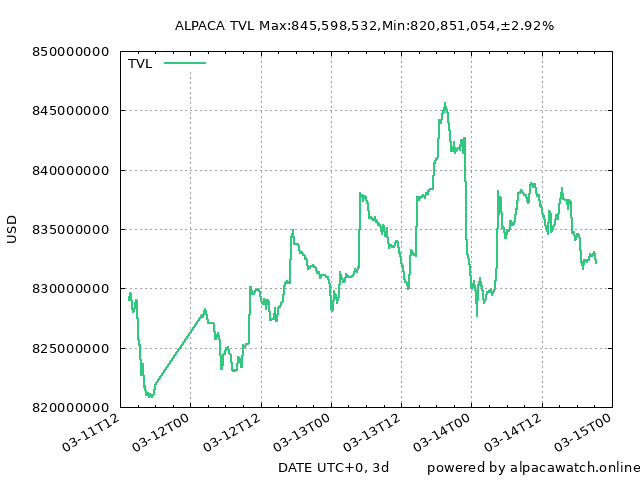 ALPACA TVL Max:845,598,532,Min:820,851,054,±2.92%
850000000
TVL
845000000
840000000
835000000
USD
830000000
825000000
820000000
03-11T12
03-12T00
03-12T12
03-13T00
03-13T12
03-14T00
03-14T12
03-15T00
DATE UTC+0, 3d
powered by alpacawatch.online